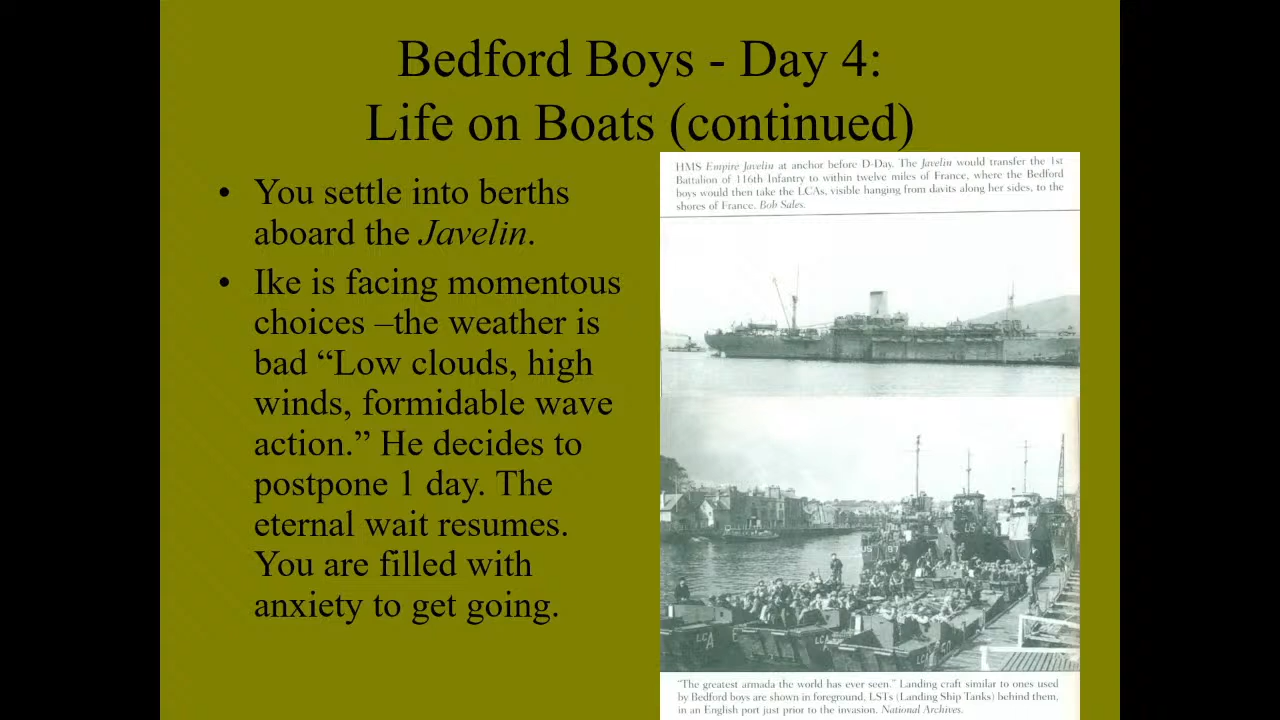 Bedford Boys - Day 4:
Life on Boats (continued)
• You settle into berths
aboard the Javelin.
• Ike is facing momentous
choices –the weather is
bad “Low clouds, high
winds, formidable wave
action.” He decides to
postpone 1 day. The
eternal wait resumes.
You are filled with
anxiety to get going.
HMS Empire Javelin at anchor before D-Day. The Javelin would transfer the 1st
Battalion of 116th Infantry to within twelve miles of France, where the Bedford
boys would then take the LCAs, visible hanging from davits along her sides, to the
shores of France. Bob Sales.
US
US
LCA
LCA
"The greatest armada the world has ever seen." Landing craft similar to ones used
by Bedford boys are shown in foreground, LSTs (Landing Ship Tanks) behind them,
in an English port just prior to the invasion. National Archives.